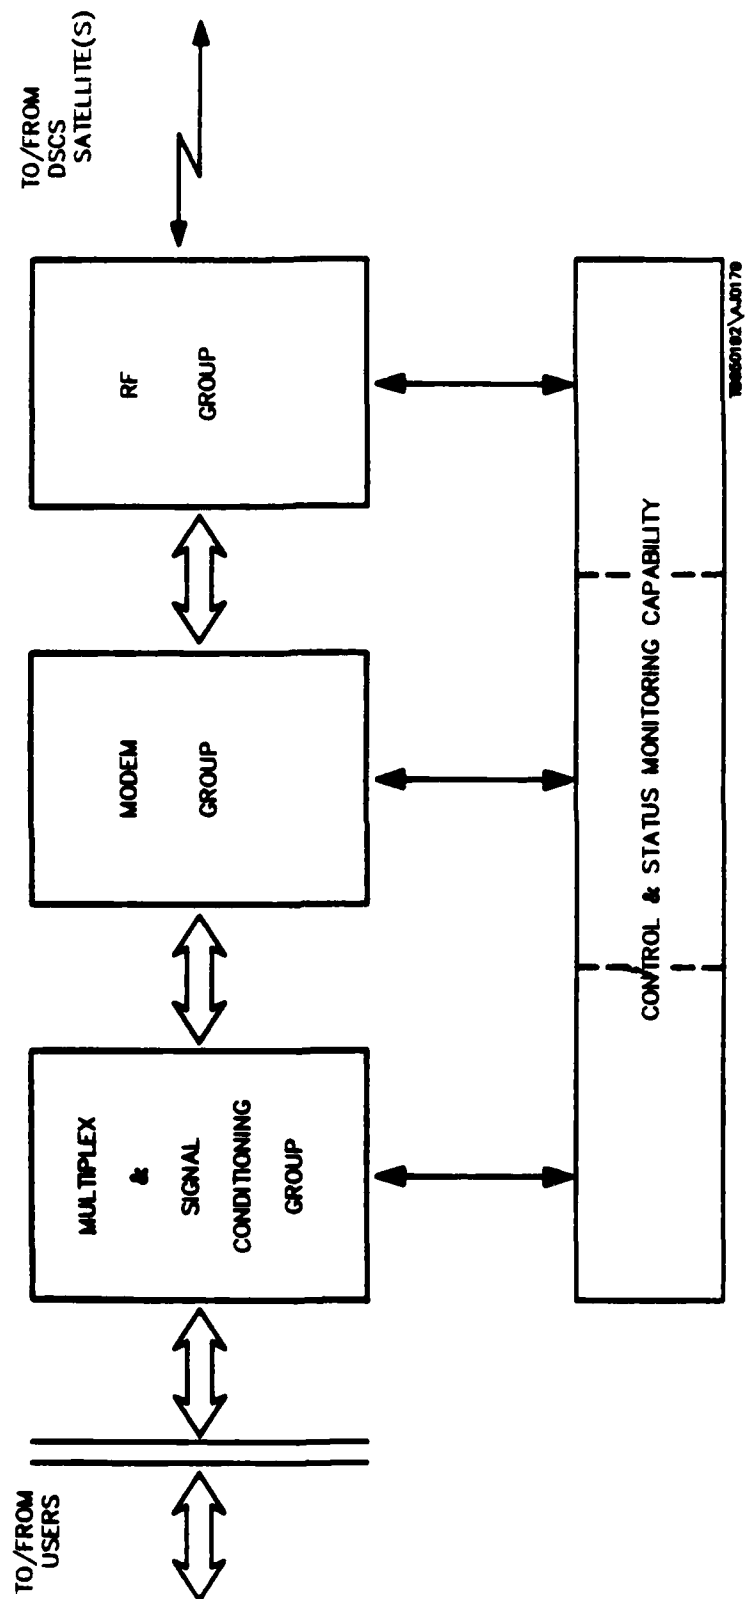 TO/FROM
USERS
MULTIPLEX
&
SIGNAL
CONDITIONING
GROUP
MODEM
GROUP
RF
GROUP
TO/FROM
DSCS
SATELLITE(S)
CONTROL & STATUS MONITORING CAPABILITY